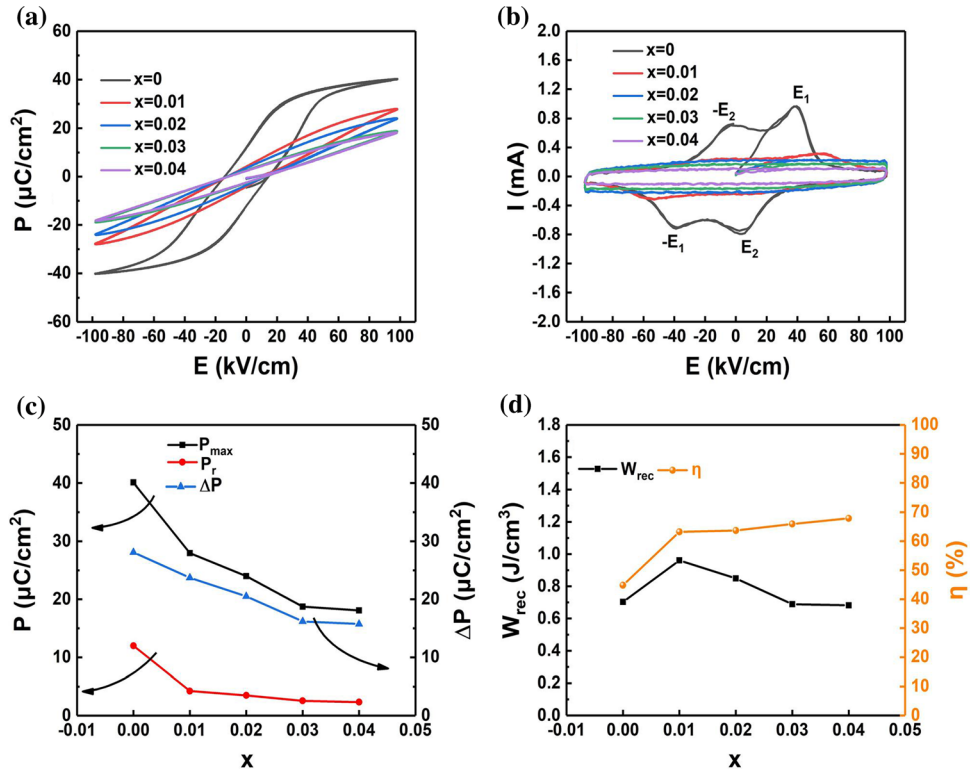 (a)
60
40
20
0
-20
-40
-60
P (μC/cm²)
x=0
x=0.01
x=0.02
x=0.03
x=0.04
-100 -80 -60 -40 -20 0 20 40 60 80 100
E (kV/cm)
(b)
2.0
1.6
1.2
0.8
0.4
0.0
-0.4
-0.8
-1.2
-1.6
-2.0
I (mA)
x=0
x=0.01
x=0.02
x=0.03
x=0.04
-E₂
E₁
-E₁
E₂
-100 -80 -60 -40 -20 0 20 40 60 80 100
E (kV/cm)
(c)
50
40
30
20
10
0
P (μC/cm²)
Pmax
Pr
ΔP
50
40
30
20
10
0
ΔP (μC/cm²)
-0.01 0.00 0.01 0.02 0.03 0.04 0.05
x
(d)
1.8
1.6
1.4
1.2
1.0
0.8
0.6
0.4
0.2
0.0
Wrec (J/cm³)
Wrec η
100
90
80
70
60
50
40
30
20
10
0
η (%)
-0.01 0.00 0.01 0.02 0.03 0.04 0.05
x